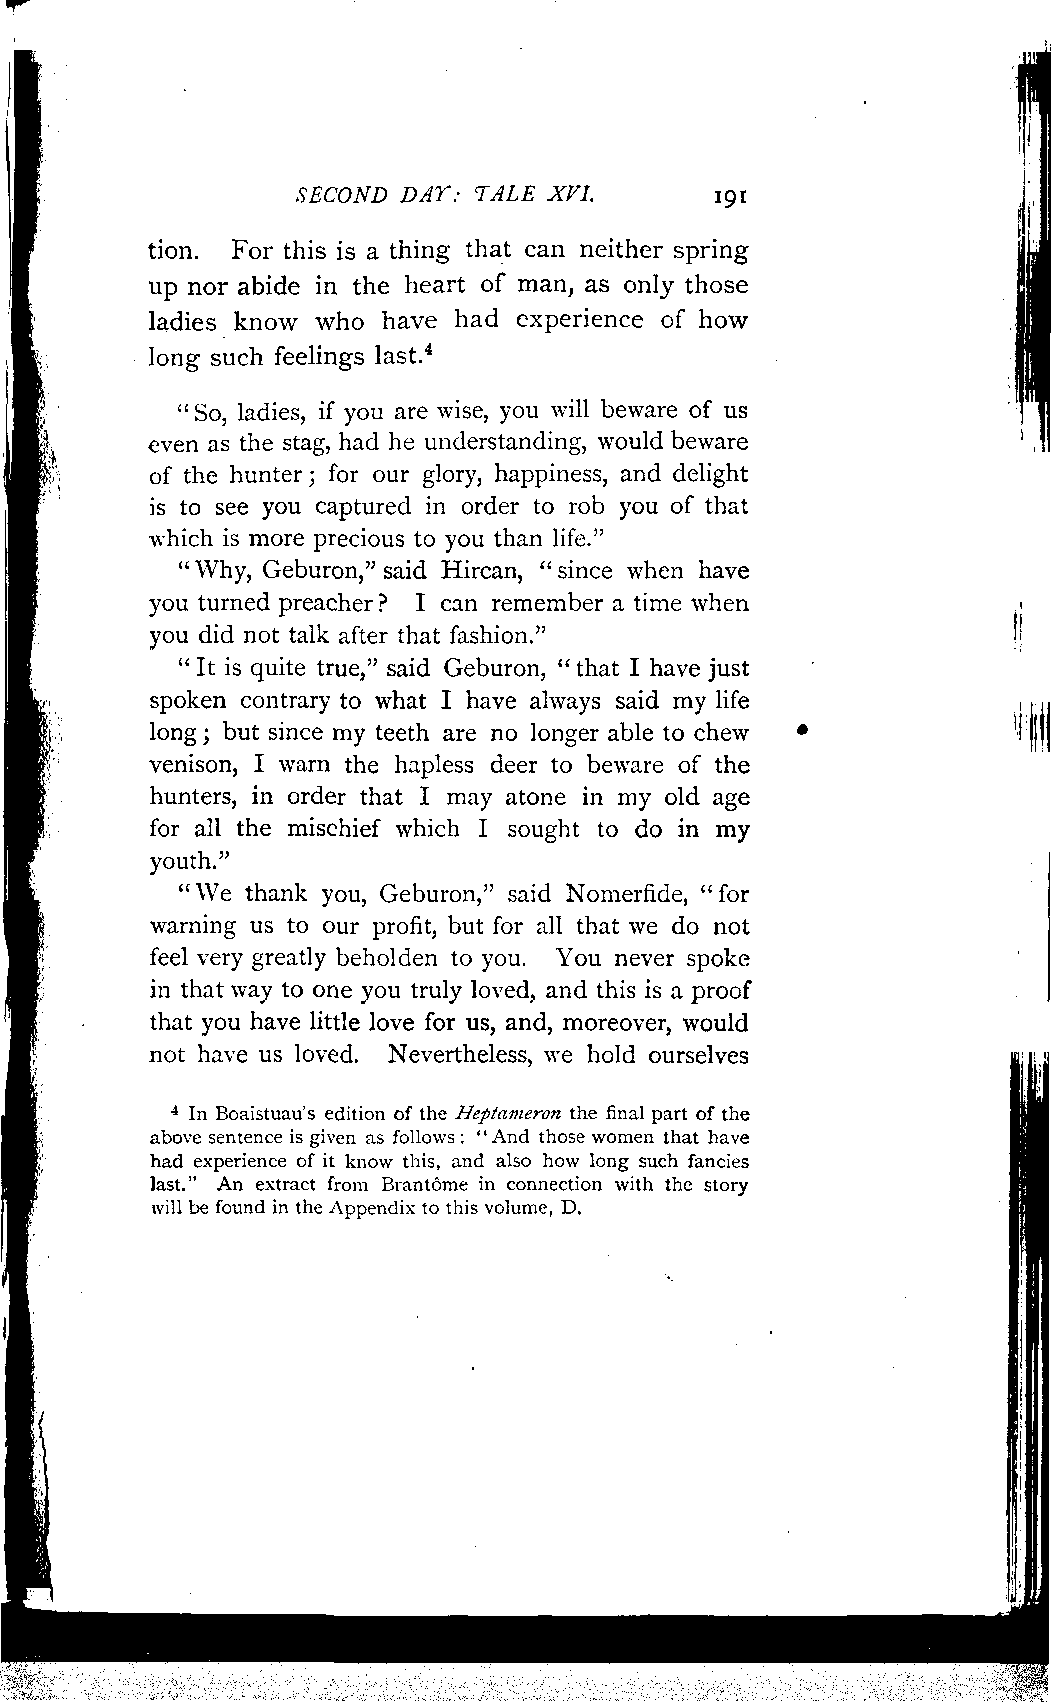 SECOND DAY: TALE XVI. 191
tion. For this is a thing that can neither spring
up nor abide in the heart of man, as only those
ladies know who have had experience of how
long such feelings last.⁴
“So, ladies, if you are wise, you will beware of us
even as the stag, had he understanding, would beware
of the hunter; for our glory, happiness, and delight
is to see you captured in order to rob you of that
which is more precious to you than life.”
“Why, Geburon,” said Hircan, “since when have
you turned preacher? I can remember a time when
you did not talk after that fashion.”
“It is quite true,” said Geburon, “that I have just
spoken contrary to what I have always said my life
long; but since my teeth are no longer able to chew
venison, I warn the hapless deer to beware of the
hunters, in order that I may atone in my old age
for all the mischief which I sought to do in my
youth.”
“We thank you, Geburon,” said Nomerfide, “for
warning us to our profit, but for all that we do not
feel very greatly beholden to you. You never spoke
in that way to one you truly loved, and this is a proof
that you have little love for us, and, moreover, would
not have us loved. Nevertheless, we hold ourselves
⁴ In Boaistuau's edition of the Heptameron the final part of the
above sentence is given as follows: “And those women that have
had experience of it know this, and also how long such fancies
last.” An extract from Brantôme in connection with the story
will be found in the Appendix to this volume, D.